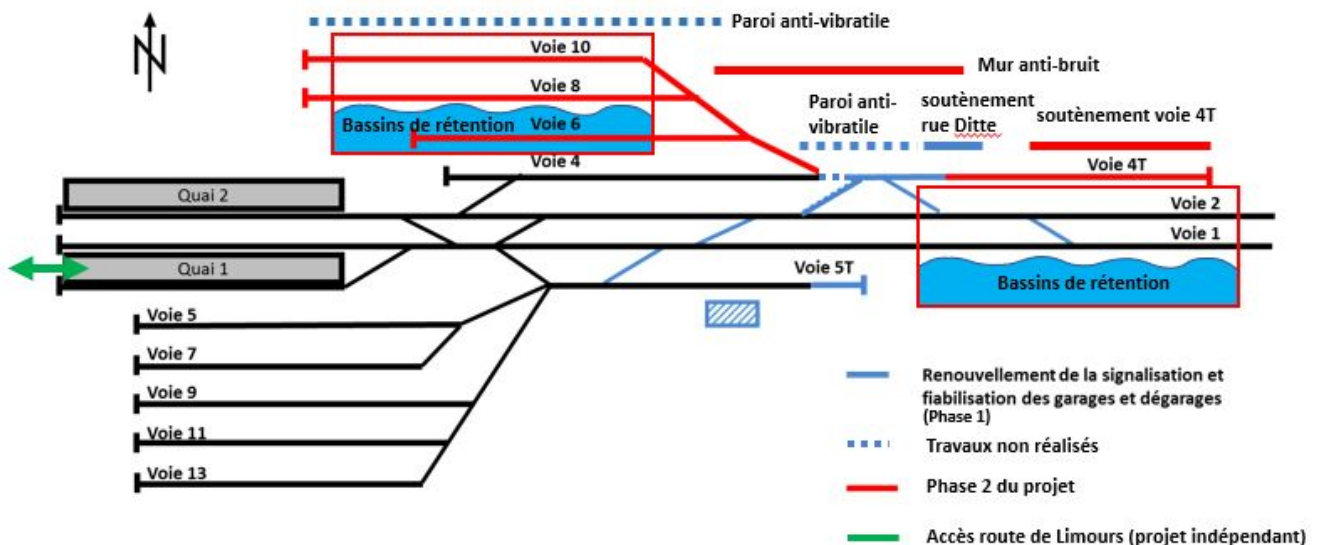 Paroi anti-vibratile
N
Voie 10
Mur anti-bruit
Voie 8
Paroi anti-
vibratile
soutènement
rue Ditte
soutènement voie 4T
Bassins de rétention
Voie 6
Voie 4
Voie 4T
Quai 2
Voie 2
Voie 1
Quai 1
Voie 5T
Bassins de rétention
Voie 5
Voie 7
Voie 9
Voie 11
Voie 13
Renouvellement de la signalisation et
fiabilisation des garages et dégarages
(Phase 1)
Travaux non réalisés
Phase 2 du projet
Accès route de Limours (projet indépendant)